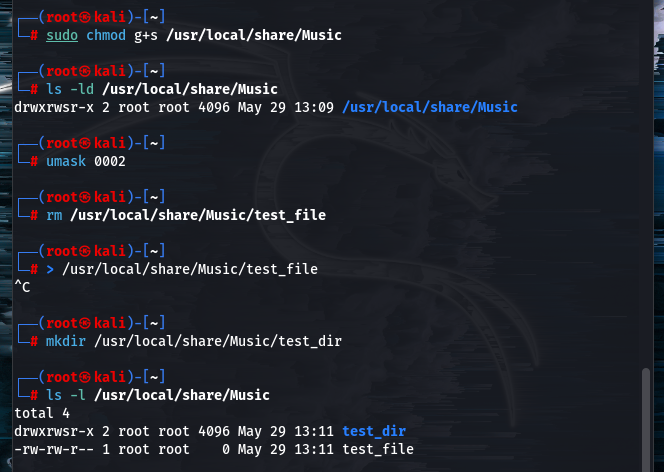 ┌──(root㉿kali)-[~]
└─# sudo chmod g+s /usr/local/share/Music
┌──(root㉿kali)-[~]
└─# ls -ld /usr/local/share/Music
drwxrwsr-x 2 root root 4096 May 29 13:09 /usr/local/share/Music
┌──(root㉿kali)-[~]
└─# umask 0002
┌──(root㉿kali)-[~]
└─# rm /usr/local/share/Music/test_file
┌──(root㉿kali)-[~]
└─# > /usr/local/share/Music/test_file
^C
┌──(root㉿kali)-[~]
└─# mkdir /usr/local/share/Music/test_dir
┌──(root㉿kali)-[~]
└─# ls -l /usr/local/share/Music
total 4
drwxrwsr-x 2 root root 4096 May 29 13:11 test_dir
-rw-rw-r-- 1 root root    0 May 29 13:11 test_file